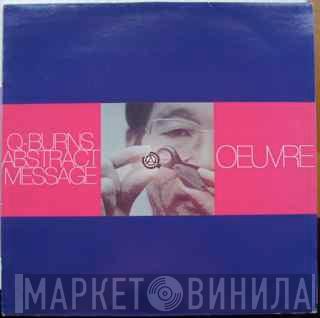 Q-BURNS
ABSTRACT
MESSAGE
OEUVRE
МАРКЕТ ВИНИЛА